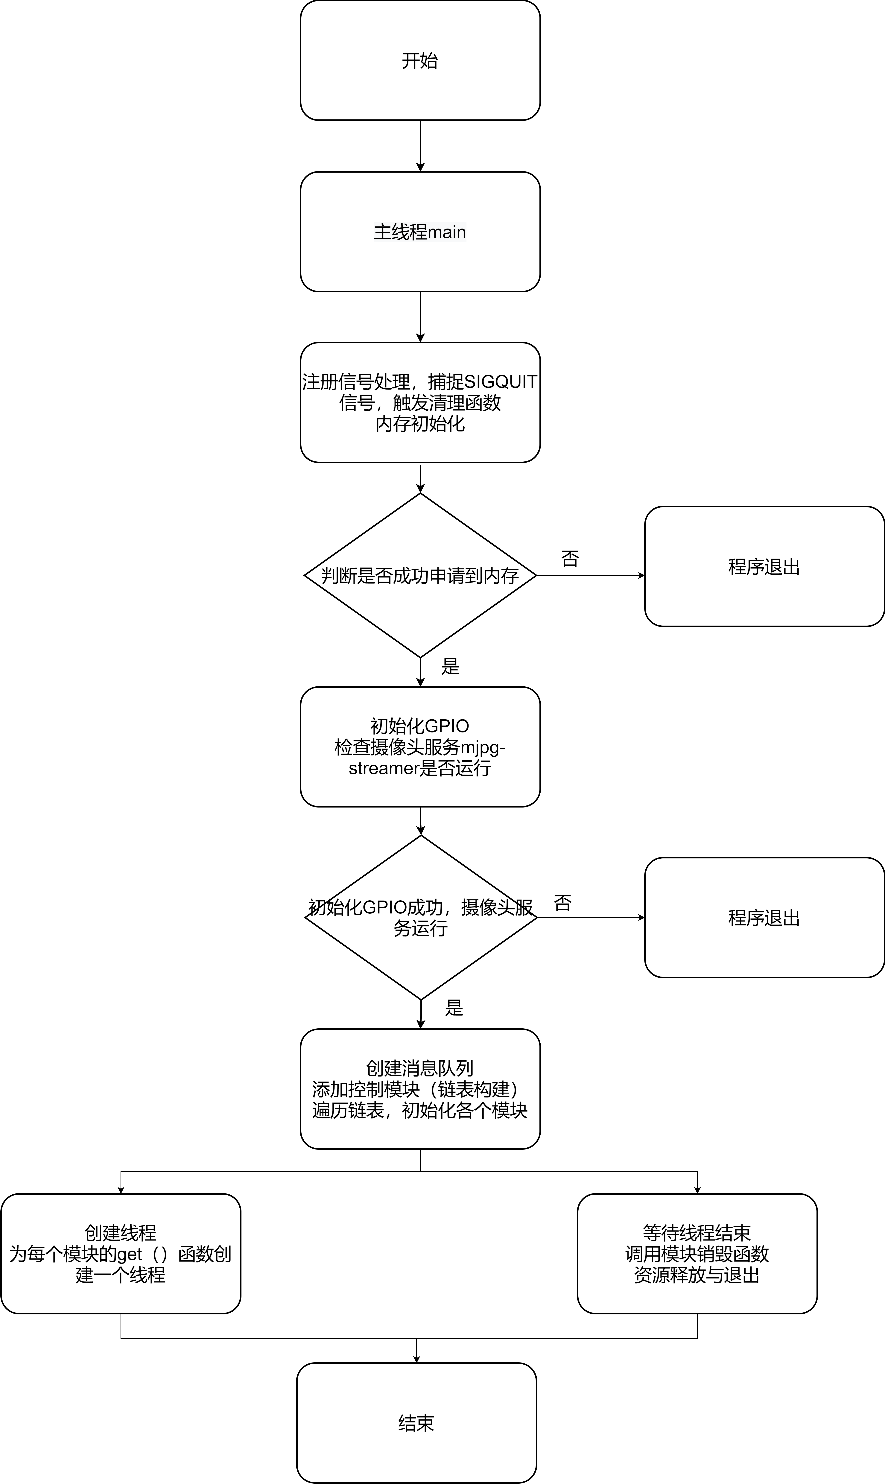 开始
主线程main
注册信号处理，捕捉SIGQUIT
信号，触发清理函数
内存初始化
判断是否成功申请到内存
否
程序退出
是
初始化GPIO
检查摄像头服务mjpg-
streamer是否运行
初始化GPIO成功，摄像头服
务运行
否
程序退出
是
创建消息队列
添加控制模块（链表构建）
遍历链表，初始化各个模块
创建线程
为每个模块的get（）函数创
建一个线程
等待线程结束
调用模块销毁函数
资源释放与退出
结束